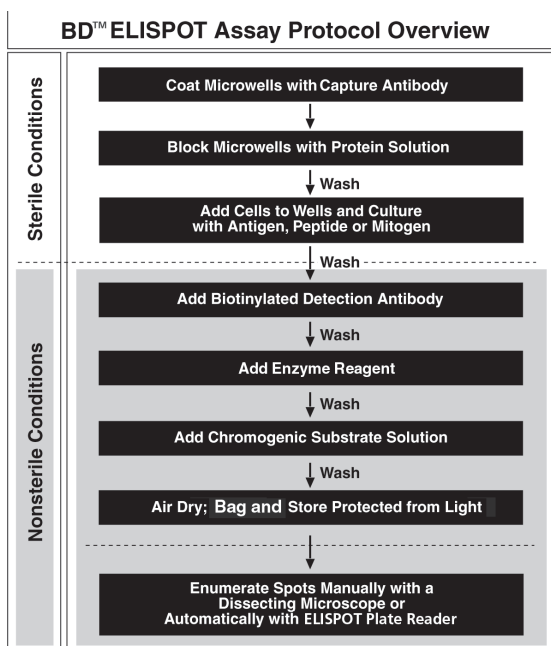 BD™ ELISPOT Assay Protocol Overview
Sterile Conditions
Coat Microwells with Capture Antibody
Block Microwells with Protein Solution
Wash
Add Cells to Wells and Culture
with Antigen, Peptide or Mitogen
Wash
Nonsterile Conditions
Add Biotinylated Detection Antibody
Wash
Add Enzyme Reagent
Wash
Add Chromogenic Substrate Solution
Wash
Air Dry; Bag and Store Protected from Light
Enumerate Spots Manually with a
Dissecting Microscope or
Automatically with ELISPOT Plate Reader